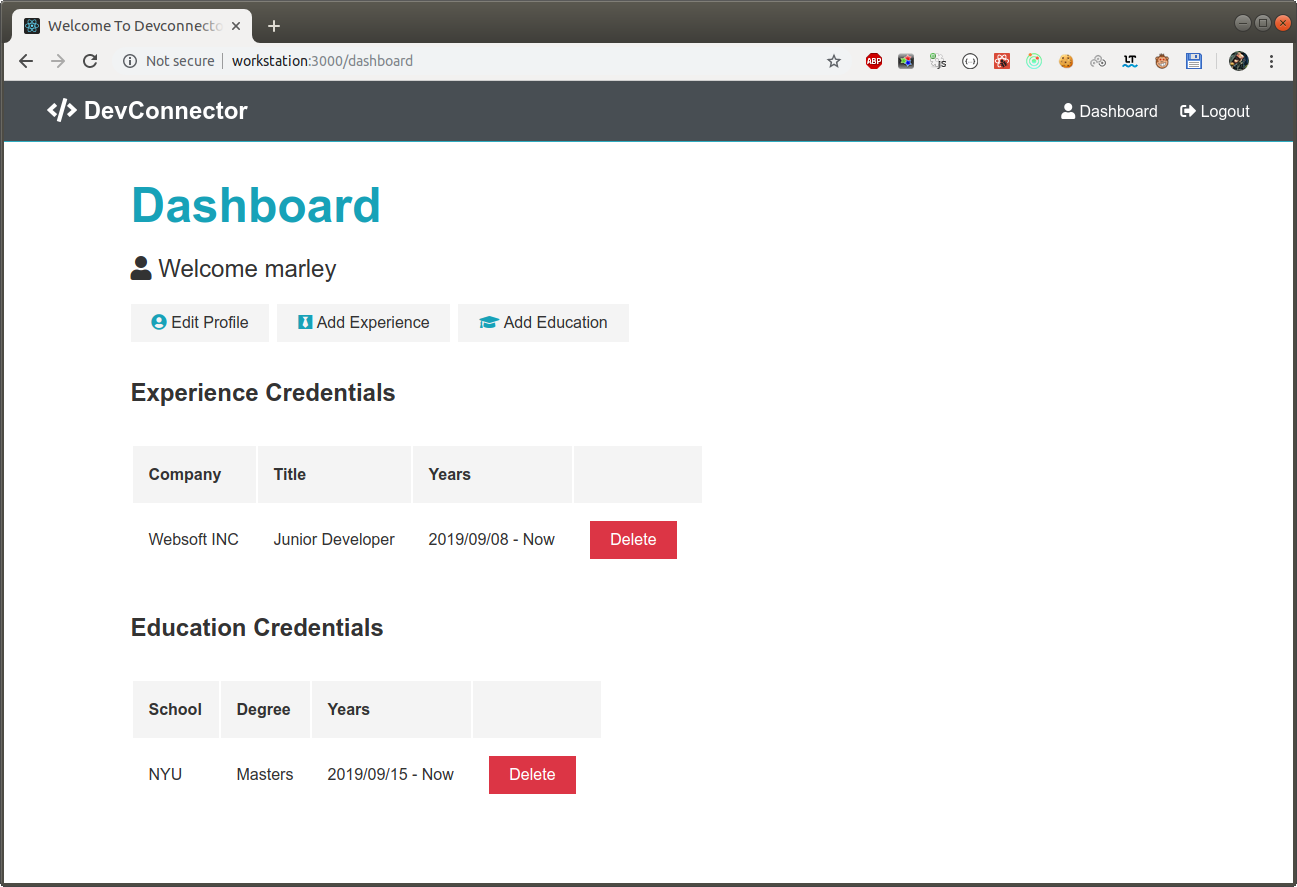 Welcome To Devconnecto
Not secure workstation:3000/dashboard
ABP js LT
</> DevConnector
Dashboard Logout
Dashboard
Welcome marley
Edit Profile Add Experience Add Education
Experience Credentials
Company Title Years
Websoft INC Junior Developer 2019/09/08 - Now Delete
Education Credentials
School Degree Years
NYU Masters 2019/09/15 - Now Delete